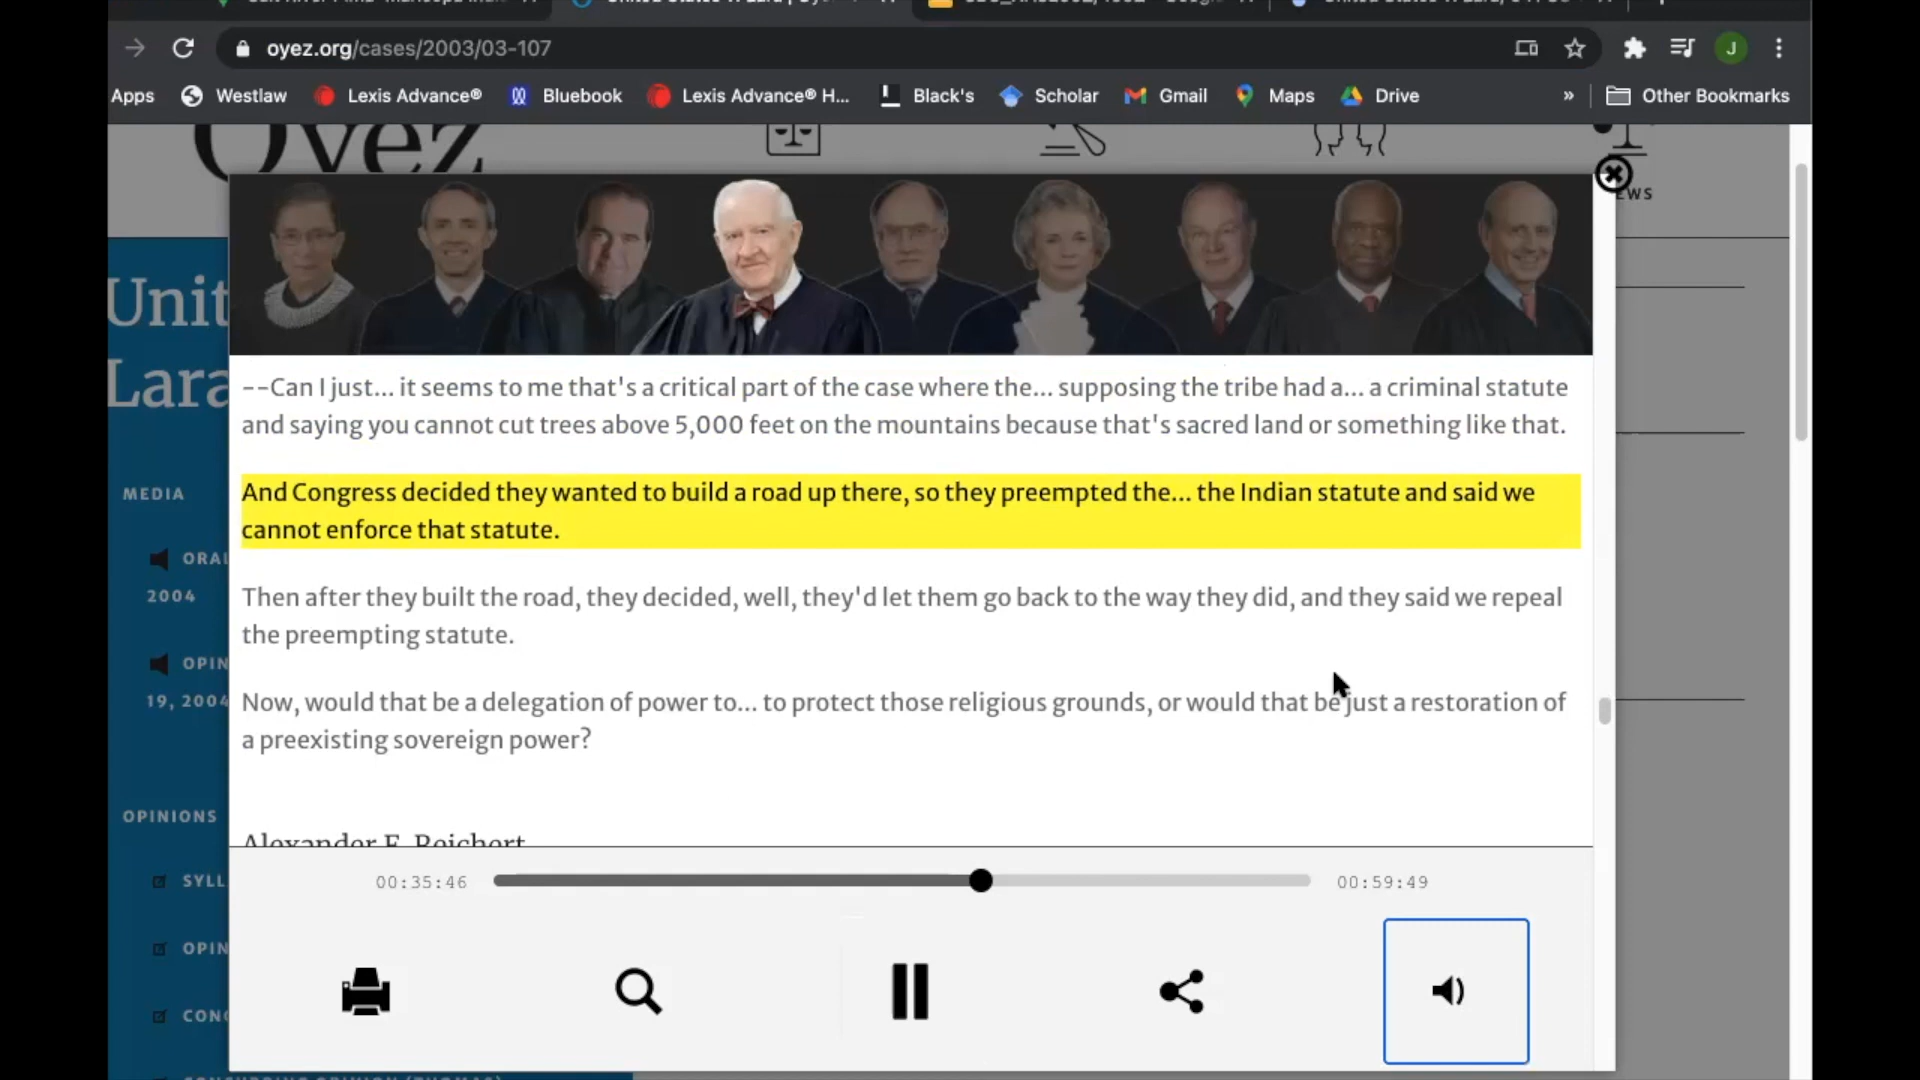 oyez.org/cases/2003/03-107
J
Apps Westlaw Lexis Advance® Bluebook Lexis Advance® H... Black's Scholar Gmail Maps Drive » Other Bookmarks
Oyez
EWS
Unit
Lara
--Can I just... it seems to me that's a critical part of the case where the... supposing the tribe had a... a criminal statute
and saying you cannot cut trees above 5,000 feet on the mountains because that's sacred land or something like that.
And Congress decided they wanted to build a road up there, so they preempted the... the Indian statute and said we
cannot enforce that statute.
Then after they built the road, they decided, well, they'd let them go back to the way they did, and they said we repeal
the preempting statute.
Now, would that be a delegation of power to... to protect those religious grounds, or would that be just a restoration of
a preexisting sovereign power?
Alexander F. Reichert
MEDIA
ORAL
2004
OPIN
19, 2004
OPINIONS
SYLL
OPIN
CONC
00:35:46
00:59:49